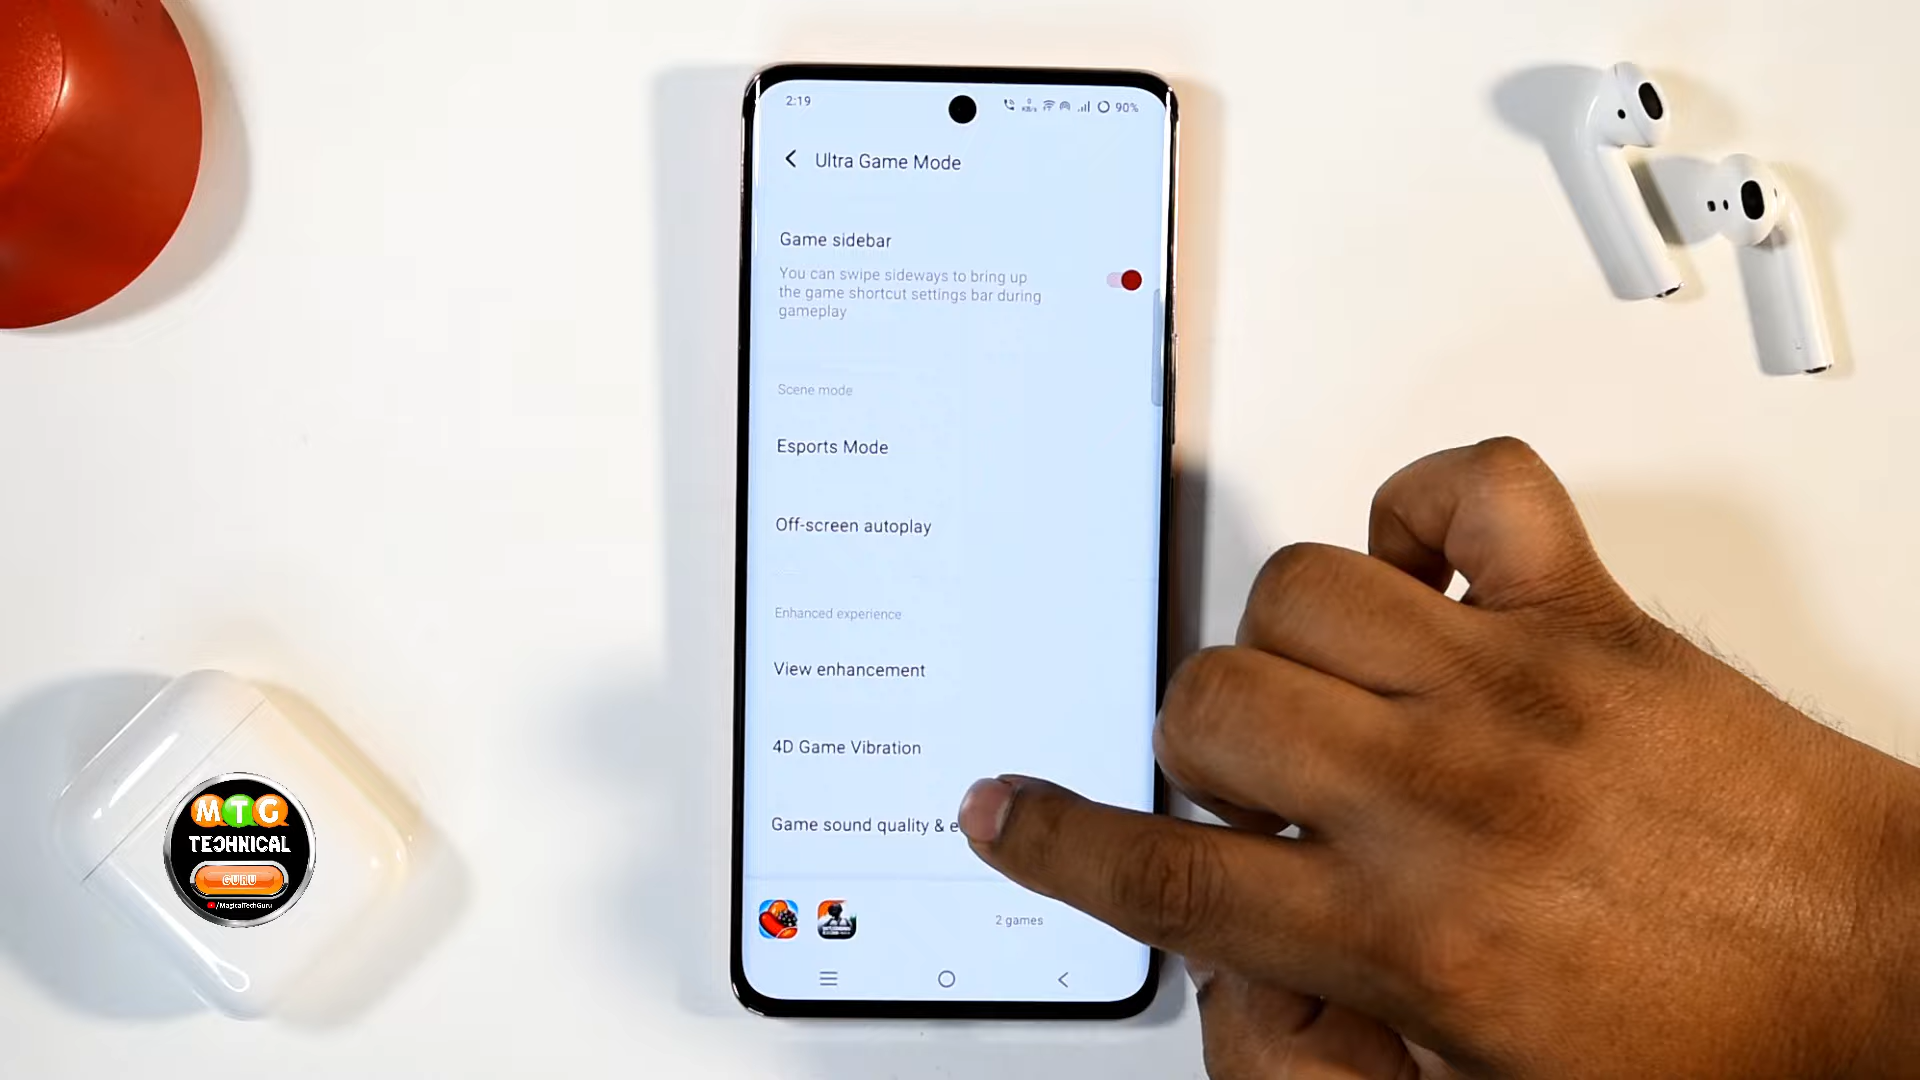 2:19
90%
Ultra Game Mode
Game sidebar
You can swipe sideways to bring up
the game shortcut settings bar during
gameplay
Scene mode
Esports Mode
Off-screen autoplay
Enhanced experience
View enhancement
4D Game Vibration
Game sound quality & e
2 games
MTG
TECHNICAL
GURU
/MagicalTechGuru